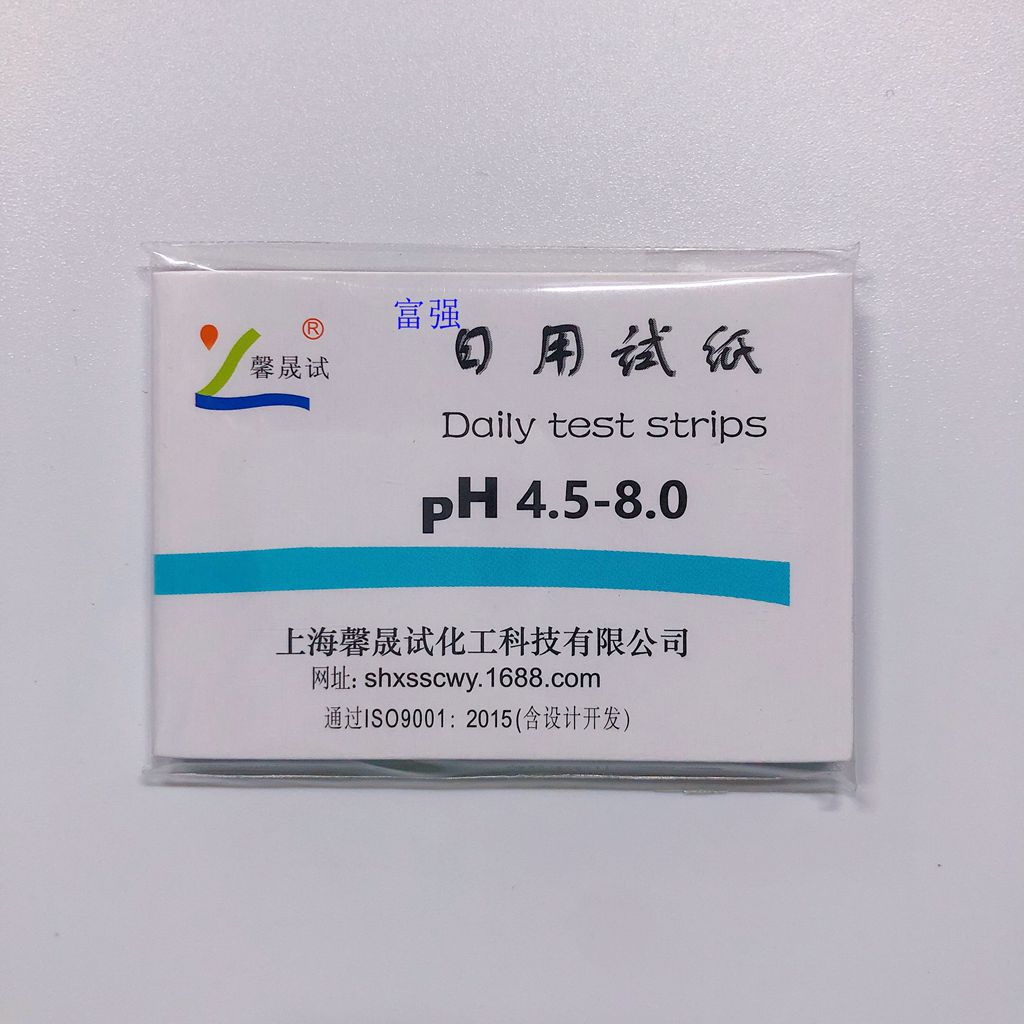 富强
® 日用试纸
馨晟试
Daily test strips
pH 4.5-8.0
上海馨晟试化工科技有限公司
网址: shxsscwy.1688.com
通过ISO9001: 2015(含设计开发)